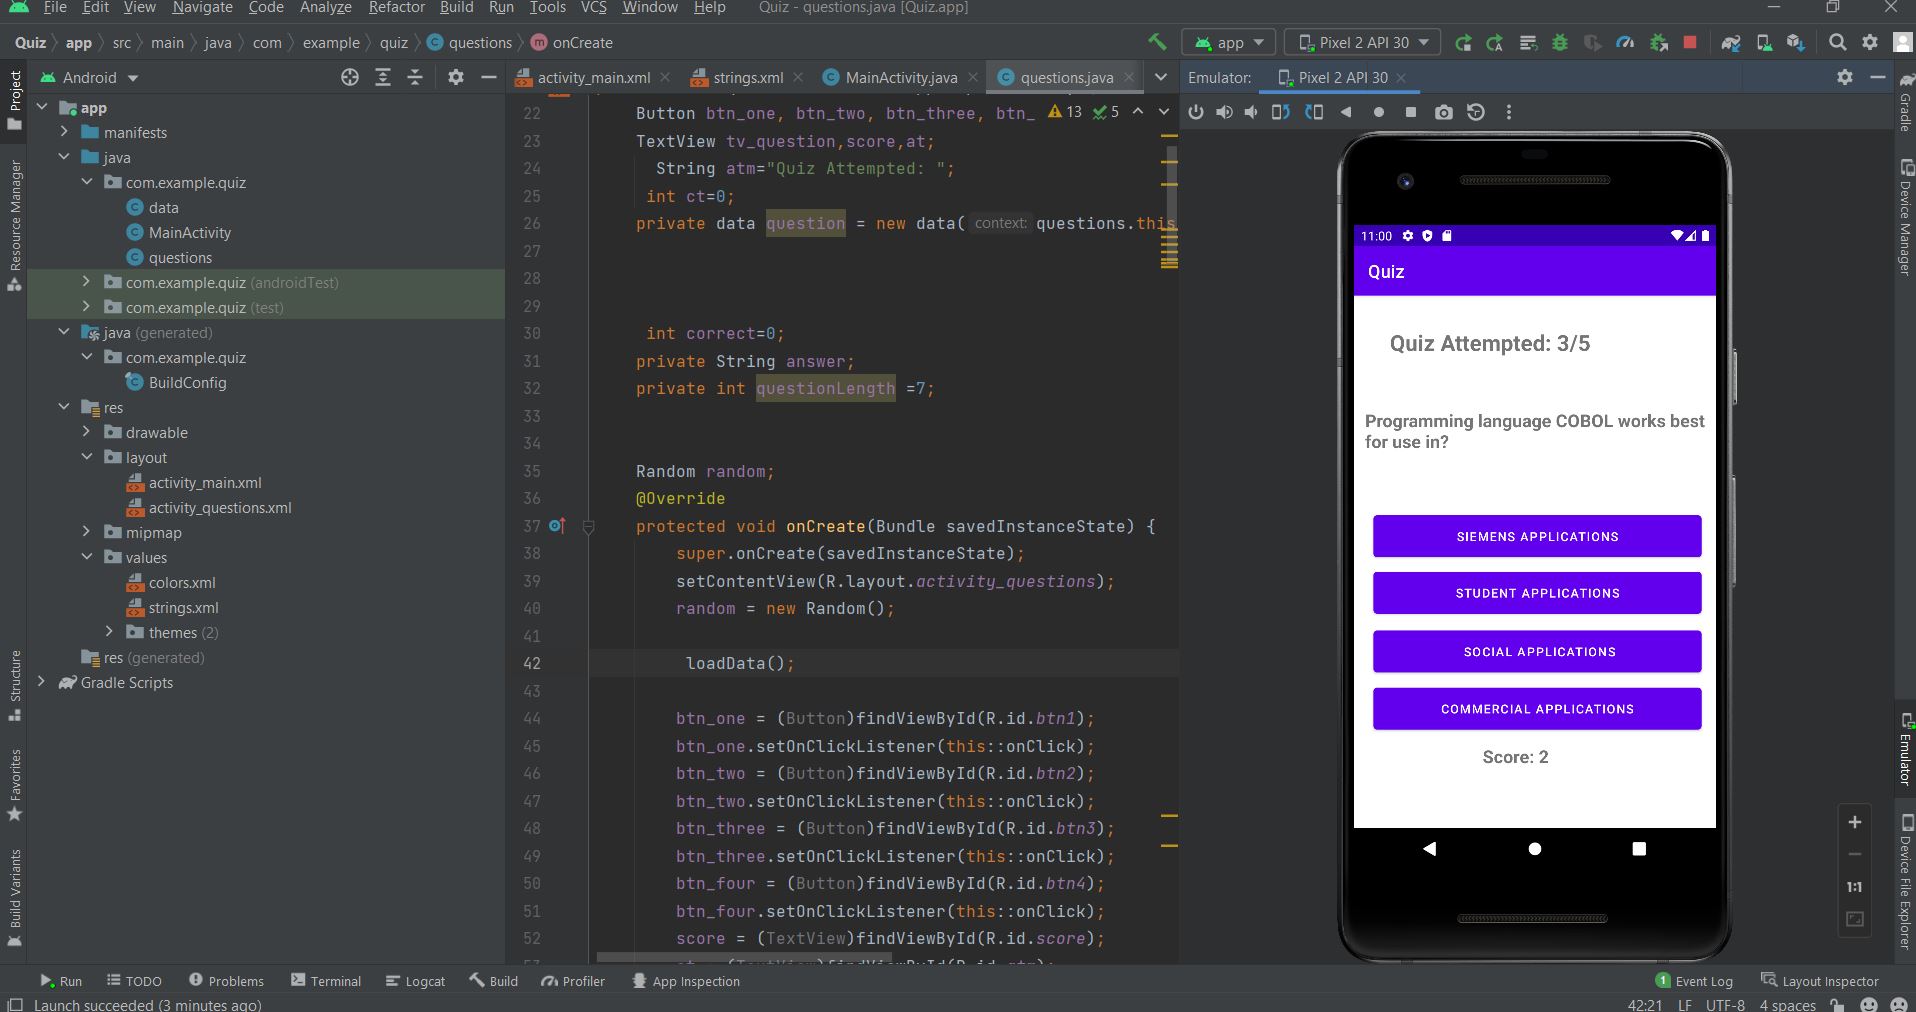 File Edit View Navigate Code Analyze Refactor Build Run Tools VCS Window Help Quiz - questions.java [Quiz.app]
Quiz app src main java com example quiz questions onCreate app Pixel 2 API 30
Android activity_main.xml strings.xml MainActivity.java questions.java Emulator: Pixel 2 API 30
Project
Resource Manager
Structure
Favorites
Build Variants
app
manifests
java
com.example.quiz
data
MainActivity
questions
com.example.quiz (androidTest)
com.example.quiz (test)
java (generated)
com.example.quiz
BuildConfig
res
drawable
layout
activity_main.xml
activity_questions.xml
mipmap
values
colors.xml
strings.xml
themes (2)
res (generated)
Gradle Scripts
22 Button btn_one, btn_two, btn_three, btn_ 13 5
23 TextView tv_question,score,at;
24 String atm="Quiz Attempted: ";
25 int ct=0;
26 private data question = new data( context: questions.this
27
28
29
30 int correct=0;
31 private String answer;
32 private int questionLength =7;
33
34
35 Random random;
36 @Override
37 protected void onCreate(Bundle savedInstanceState) {
38 super.onCreate(savedInstanceState);
39 setContentView(R.layout.activity_questions);
40 random = new Random();
41
42 loadData();
43
44 btn_one = (Button)findViewById(R.id.btn1);
45 btn_one.setOnClickListener(this::onClick);
46 btn_two = (Button)findViewById(R.id.btn2);
47 btn_two.setOnClickListener(this::onClick);
48 btn_three = (Button)findViewById(R.id.btn3);
49 btn_three.setOnClickListener(this::onClick);
50 btn_four = (Button)findViewById(R.id.btn4);
51 btn_four.setOnClickListener(this::onClick);
52 score = (TextView)findViewById(R.id.score);
11:00
Quiz
Quiz Attempted: 3/5
Programming language COBOL works best
for use in?
SIEMENS APPLICATIONS
STUDENT APPLICATIONS
SOCIAL APPLICATIONS
COMMERCIAL APPLICATIONS
Score: 2
1:1
Gradle
Device Manager
Emulator
Device File Explorer
Run TODO Problems Terminal Logcat Build Profiler App Inspection 1 Event Log Layout Inspector
Launch succeeded (3 minutes ago) 42:21 LF UTF-8 4 spaces